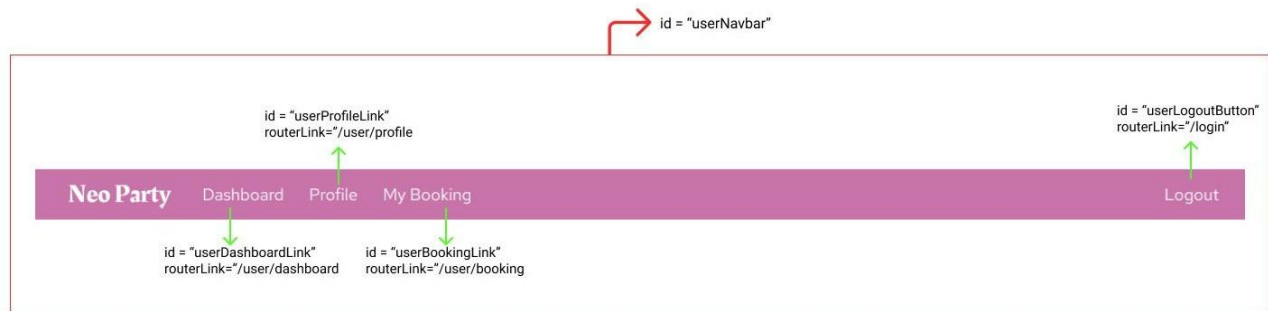 id = “userNavbar”
id = “userProfileLink”
routerLink=“/user/profile
id = “userLogoutButton”
routerLink=“/login”
Neo Party Dashboard Profile My Booking Logout
id = “userDashboardLink”
routerLink=“/user/dashboard
id = “userBookingLink”
routerLink=“/user/booking